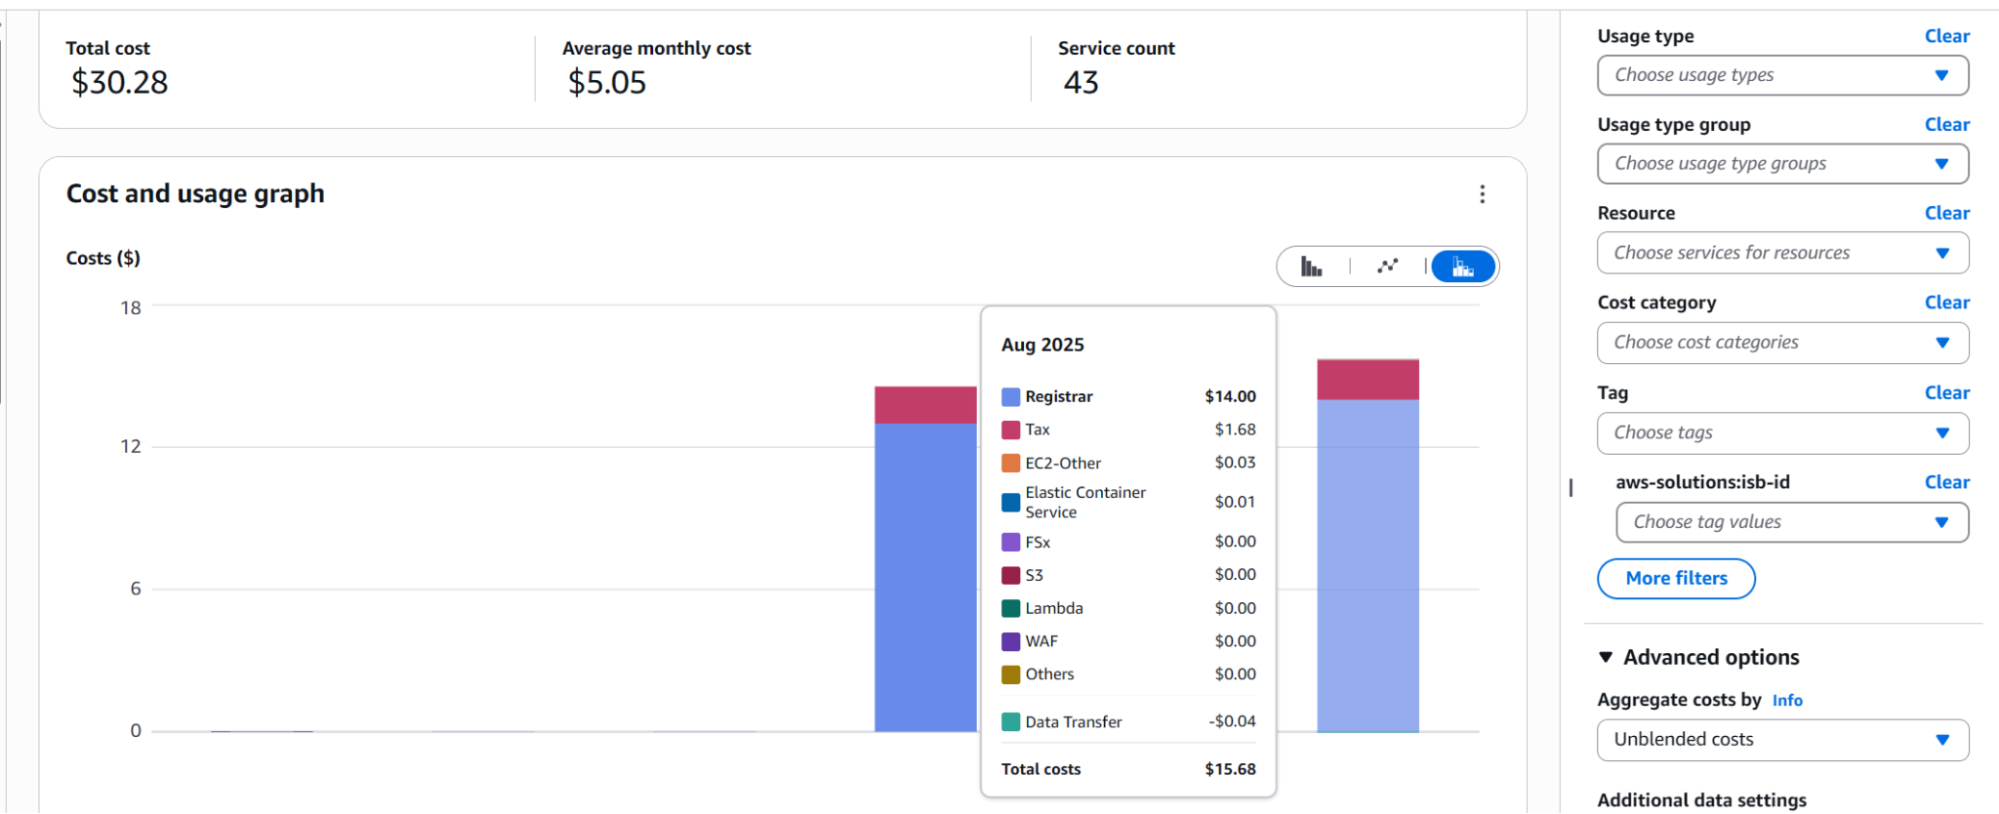 Total cost
$30.28
Average monthly cost
$5.05
Service count
43
Cost and usage graph
Costs ($)
18
12
6
0
Aug 2025
Registrar $14.00
Tax $1.68
EC2-Other $0.03
Elastic Container
Service $0.01
FSx $0.00
S3 $0.00
Lambda $0.00
WAF $0.00
Others $0.00
Data Transfer -$0.04
Total costs $15.68
Usage type Clear
Choose usage types
Usage type group Clear
Choose usage type groups
Resource Clear
Choose services for resources
Cost category Clear
Choose cost categories
Tag Clear
Choose tags
aws-solutions:isb-id Clear
Choose tag values
More filters
Advanced options
Aggregate costs by Info
Unblended costs
Additional data settings